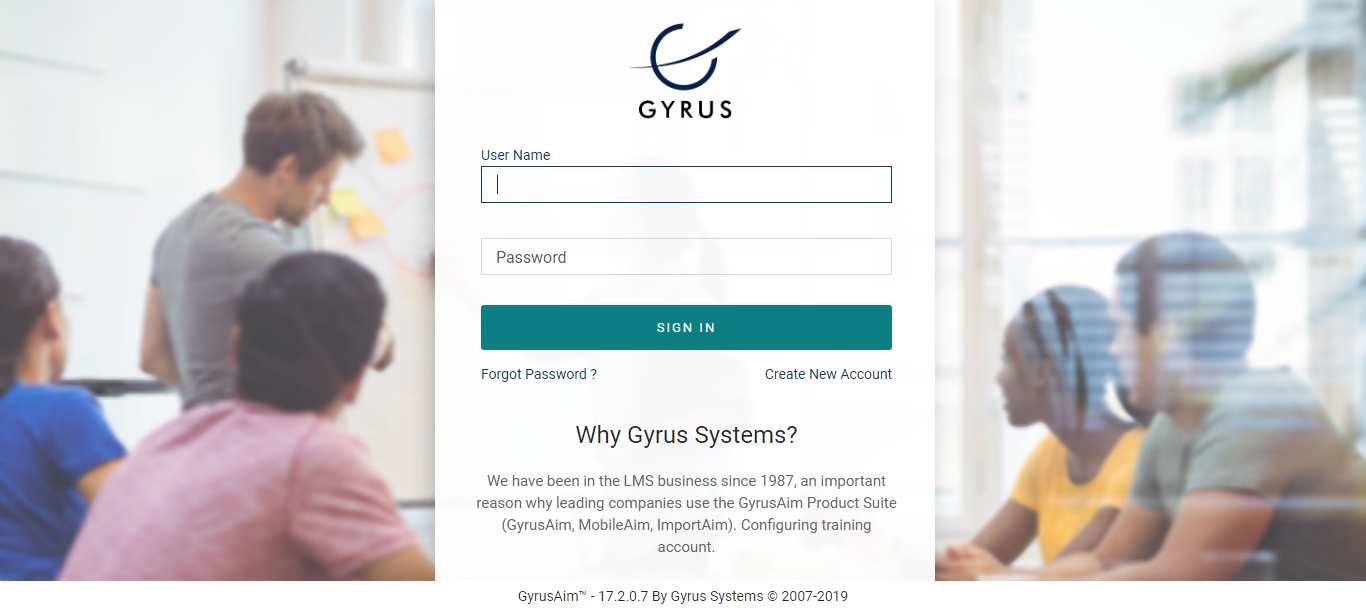 GYRUS
User Name
Password
SIGN IN
Forgot Password ?
Create New Account
Why Gyrus Systems?
We have been in the LMS business since 1987, an important
reason why leading companies use the GyrusAim Product Suite
(GyrusAim, MobileAim, ImportAim). Configuring training
account.
GyrusAim™ - 17.2.0.7 By Gyrus Systems © 2007-2019